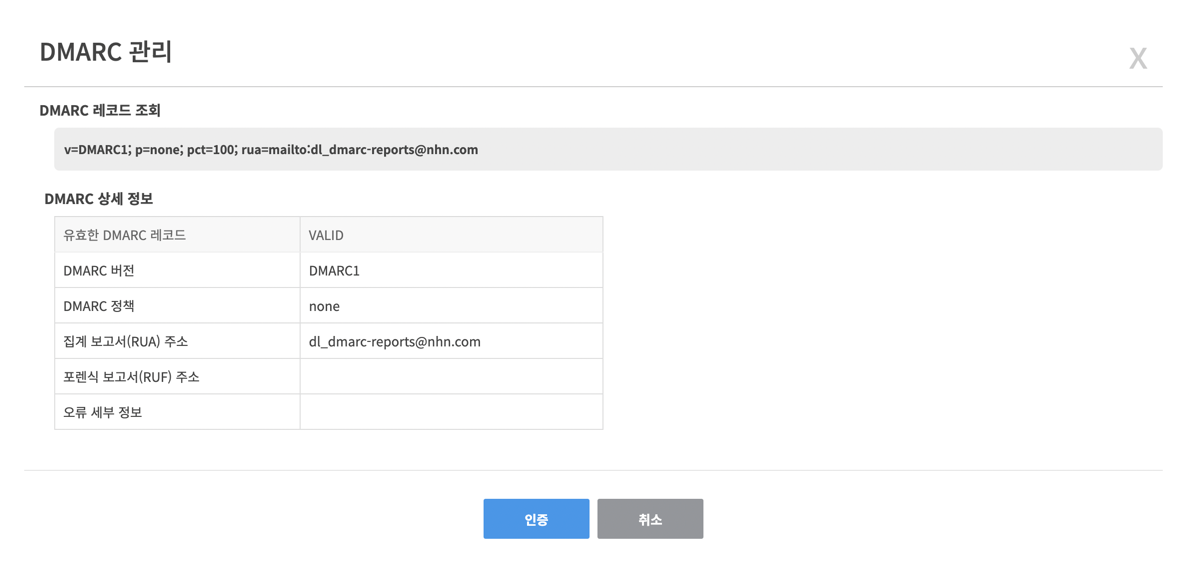 DMARC 관리
X
DMARC 레코드 조회
v=DMARC1; p=none; pct=100; rua=mailto:dl_dmarc-reports@nhn.com
DMARC 상세 정보
유효한 DMARC 레코드 VALID
DMARC 버전 DMARC1
DMARC 정책 none
집계 보고서(RUA) 주소 dl_dmarc-reports@nhn.com
포렌식 보고서(RUF) 주소
오류 세부 정보
인증 취소